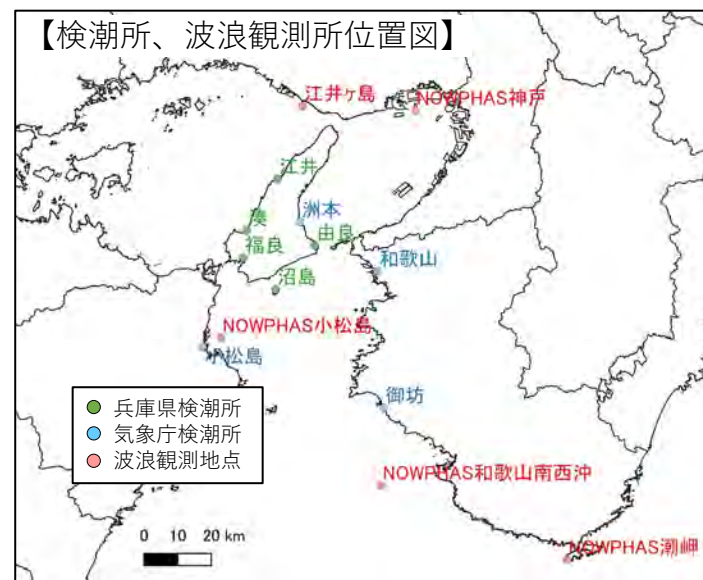 【検潮所、波浪観測所位置図】
江井ヶ島
NOWPHAS神戸
江井
洲本
湊
由良
福良
和歌山
沼島
NOWPHAS小松島
小松島
御坊
兵庫県検潮所
気象庁検潮所
波浪観測地点
NOWPHAS和歌山南西沖
0 10 20 km
NOWPHAS潮岬